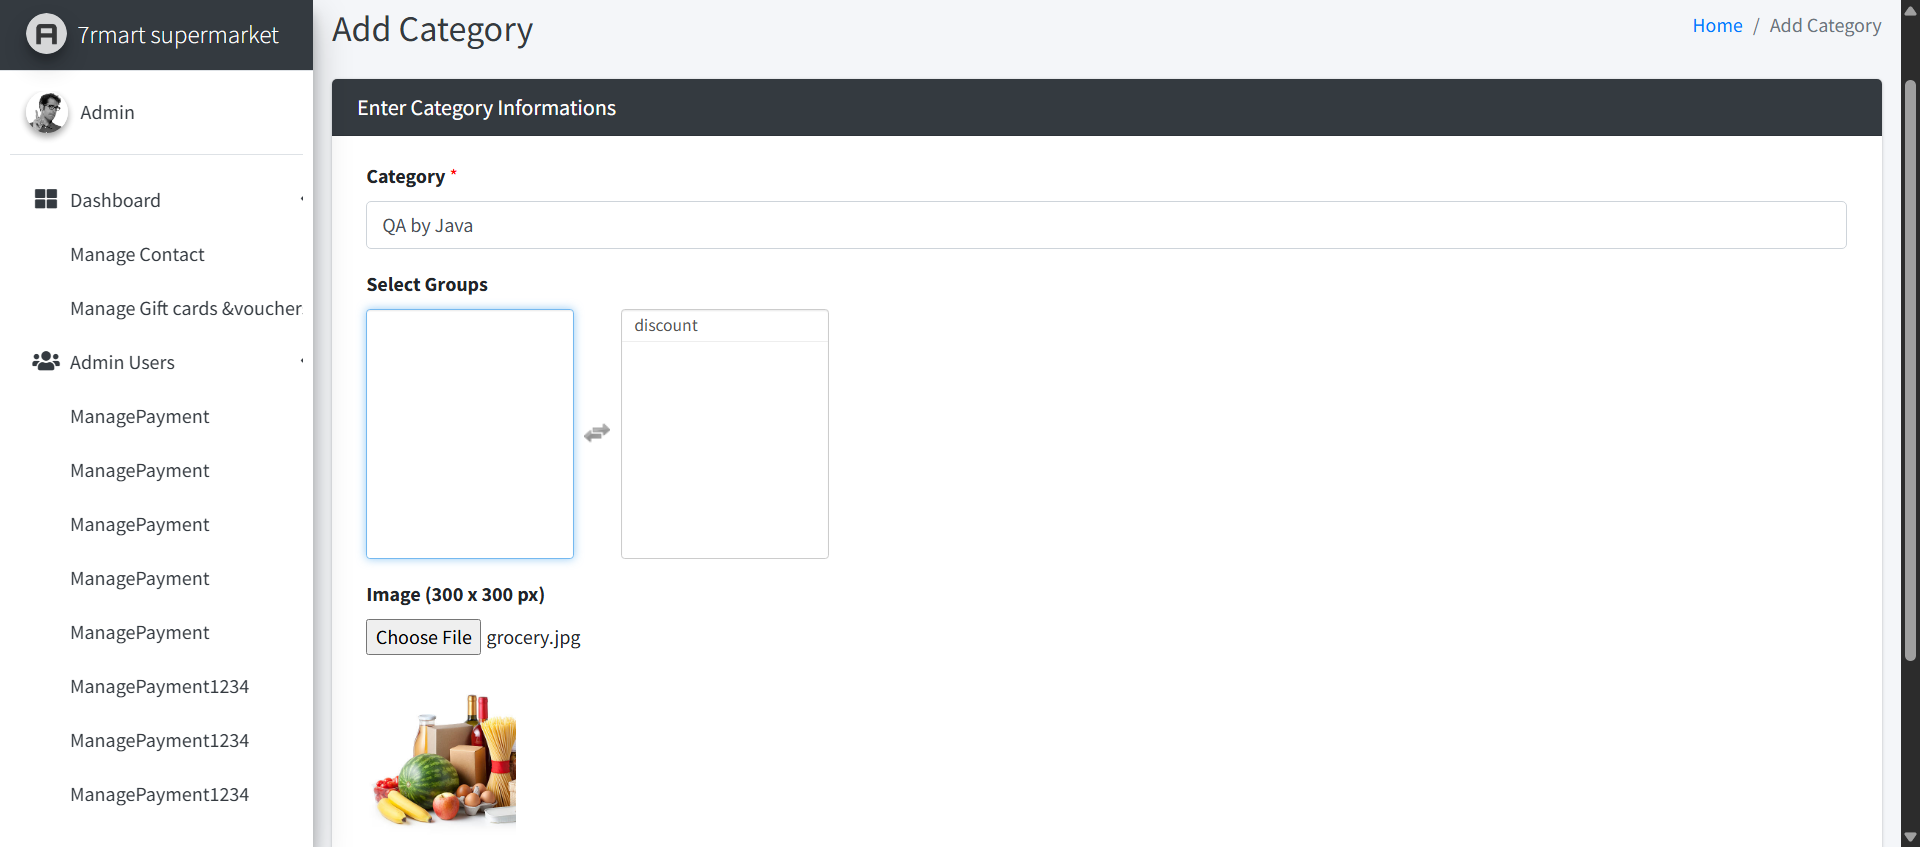 7rmart supermarket
Admin
Dashboard
Manage Contact
Manage Gift cards &voucher
Admin Users
ManagePayment
ManagePayment
ManagePayment
ManagePayment
ManagePayment
ManagePayment1234
ManagePayment1234
ManagePayment1234
Add Category
Home / Add Category
Enter Category Informations
Category *
QA by Java
Select Groups
discount
Image (300 x 300 px)
Choose File grocery.jpg